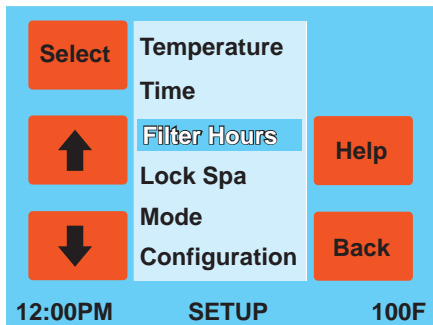 Select
Temperature
Time
Filter Hours
Lock Spa
Mode
Configuration
Help
Back
12:00PM SETUP 100F